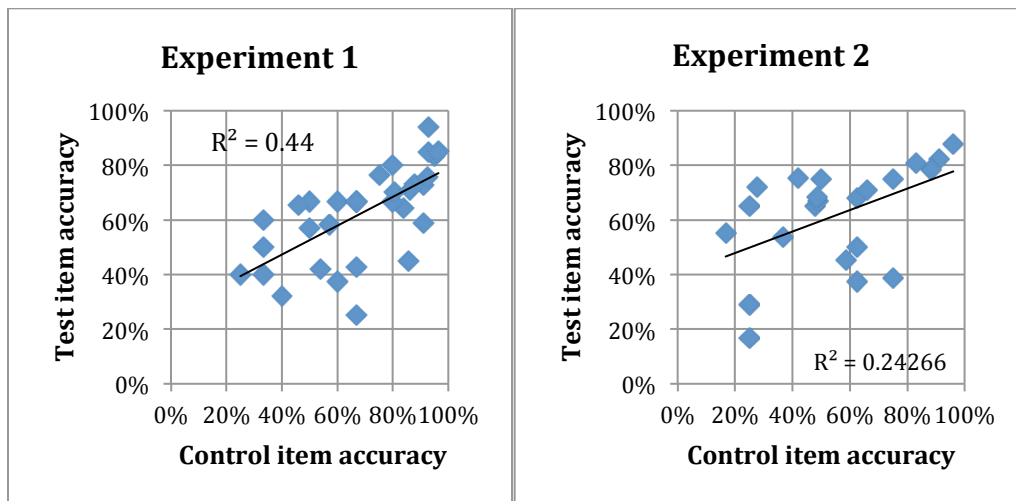 Experiment 1
100%
80%
60%
40%
20%
0%
Test item accuracy
R² = 0.44
0% 20% 40% 60% 80% 100%
Control item accuracy
Experiment 2
100%
80%
60%
40%
20%
0%
Test item accuracy
R² = 0.24266
0% 20% 40% 60% 80% 100%
Control item accuracy